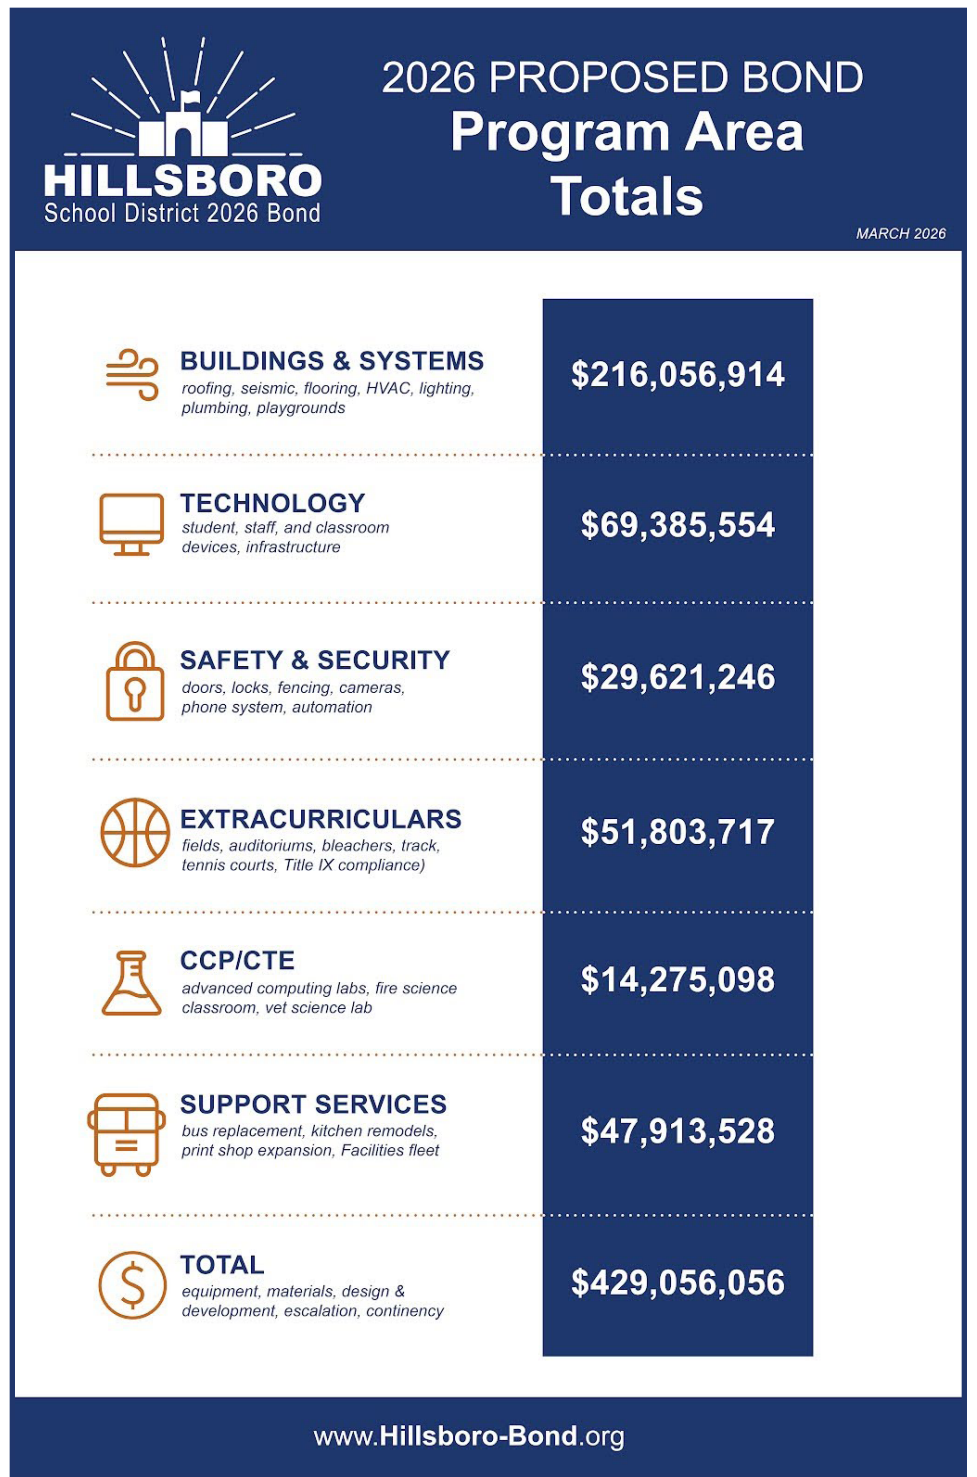 HILLSBORO
School District 2026 Bond
2026 PROPOSED BOND
Program Area
Totals
MARCH 2026
BUILDINGS & SYSTEMS
roofing, seismic, flooring, HVAC, lighting,
plumbing, playgrounds
$216,056,914
TECHNOLOGY
student, staff, and classroom
devices, infrastructure
$69,385,554
SAFETY & SECURITY
doors, locks, fencing, cameras,
phone system, automation
$29,621,246
EXTRACURRICULARS
fields, auditoriums, bleachers, track,
tennis courts, Title IX compliance)
$51,803,717
CCP/CTE
advanced computing labs, fire science
classroom, vet science lab
$14,275,098
SUPPORT SERVICES
bus replacement, kitchen remodels,
print shop expansion, Facilities fleet
$47,913,528
TOTAL
equipment, materials, design &
development, escalation, continency
$429,056,056
www.Hillsboro-Bond.org